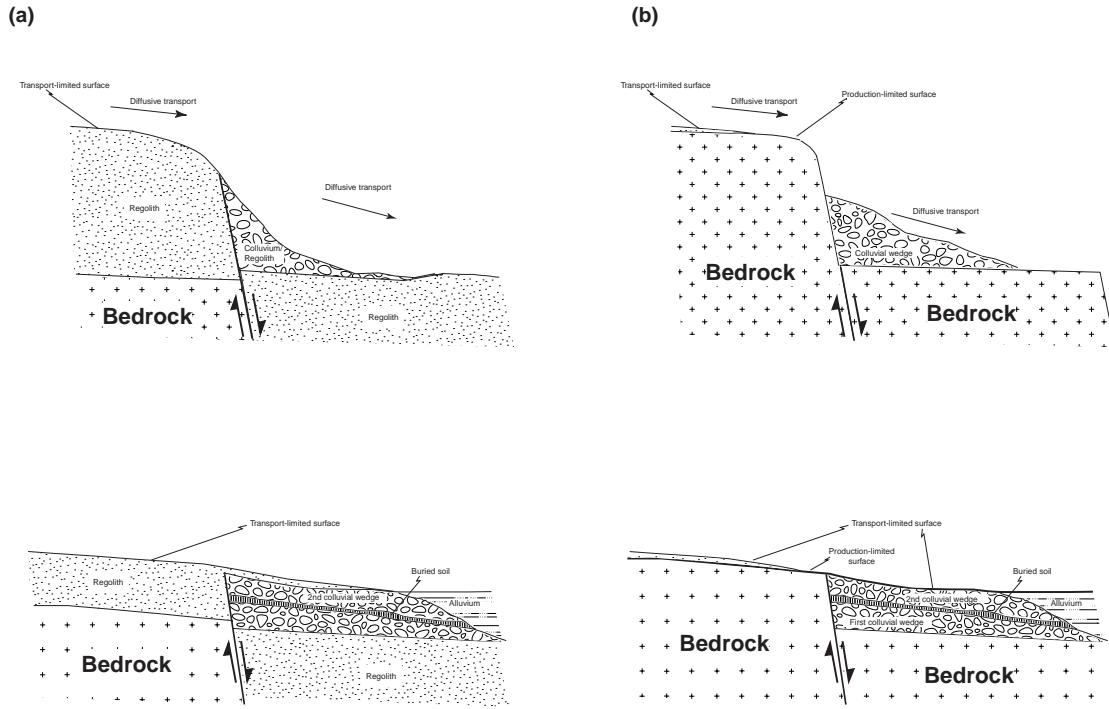 (a)
Transport-limited surface
Diffusive transport
Regolith
Diffusive transport
Colluvium/
Regolith
Bedrock
Regolith
(b)
Transport-limited surface
Diffusive transport
Production-limited surface
Diffusive transport
Colluvial wedge
Bedrock
Bedrock
Transport-limited surface
Regolith
Buried soil
2nd colluvial wedge
Alluvium
Bedrock
Regolith
Transport-limited surface
Production-limited
surface
Buried soil
2nd colluvial wedge
Alluvium
First colluvial wedge
Bedrock
Bedrock